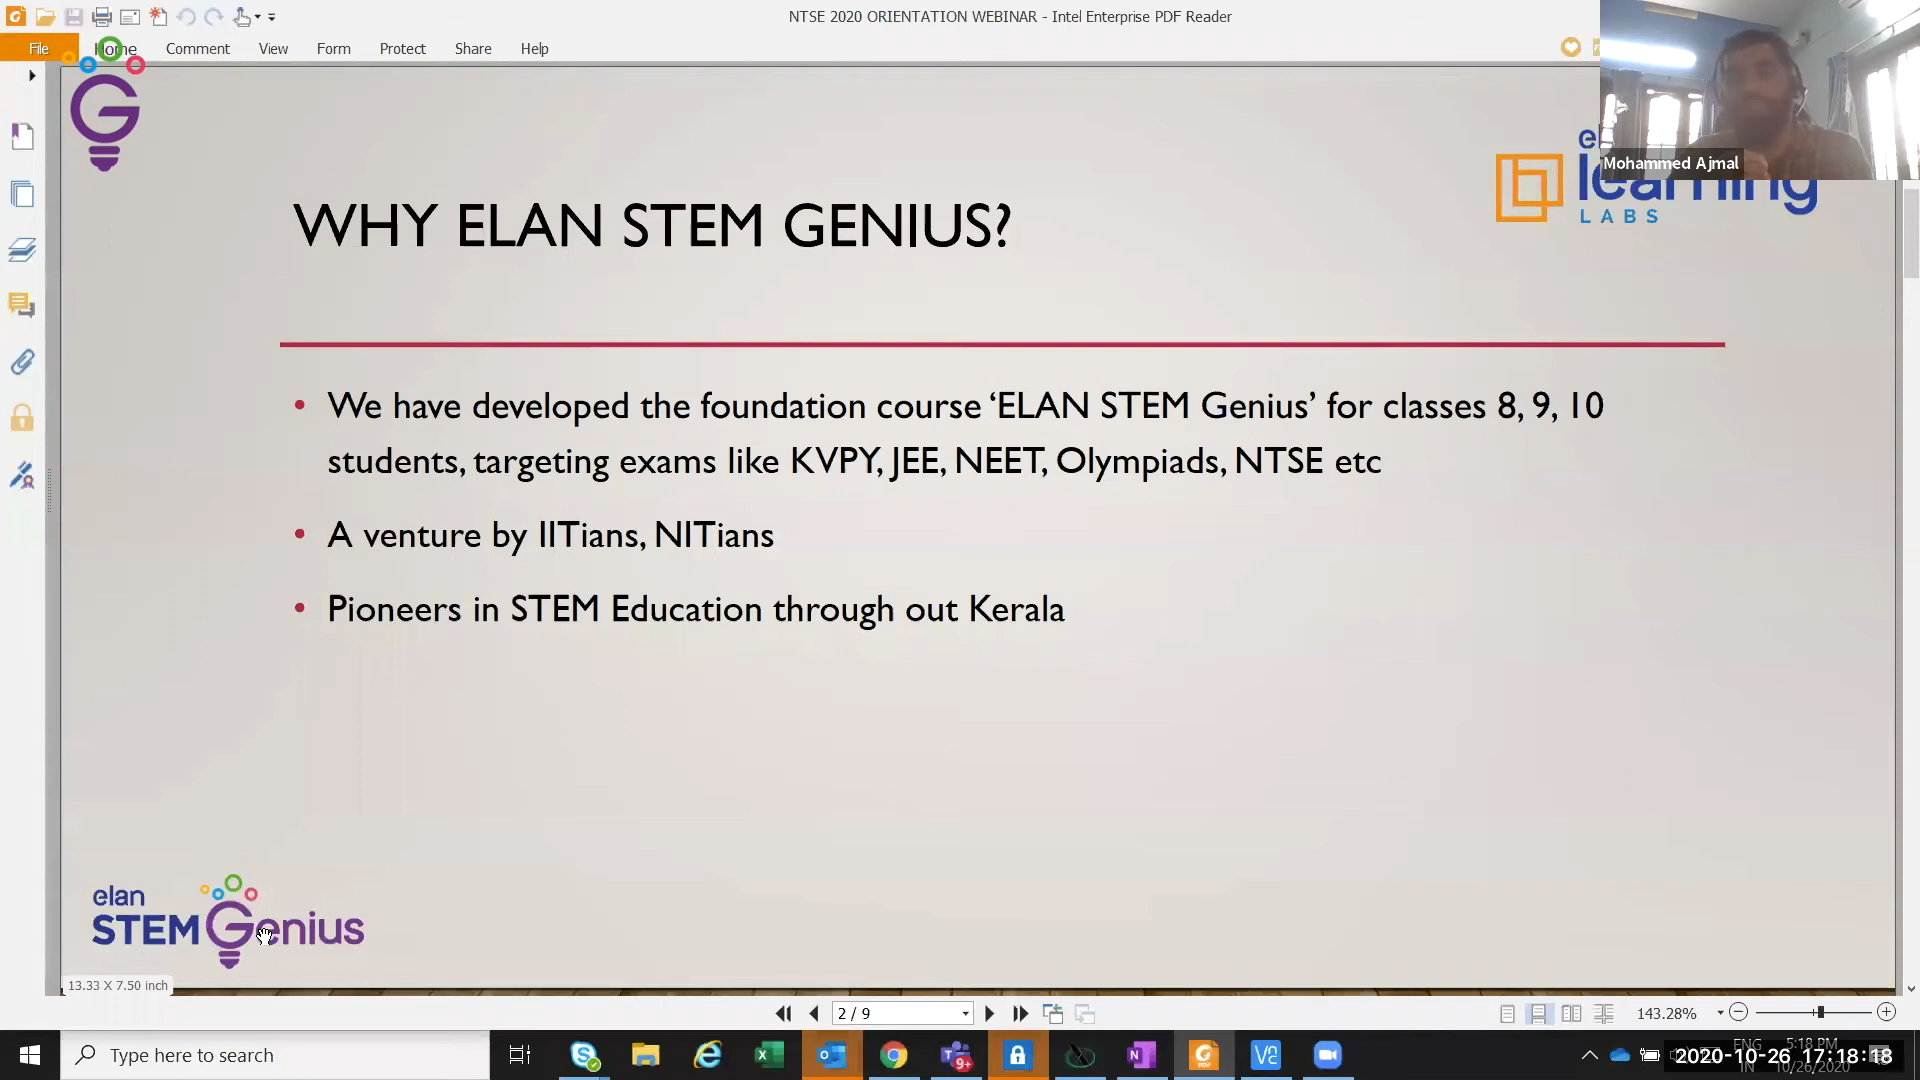 NTSE 2020 ORIENTATION WEBINAR - Intel Enterprise PDF Reader
File Home Comment View Form Protect Share Help
G
Mohammed Ajmal
learning
LABS
WHY ELAN STEM GENIUS?
• We have developed the foundation course ‘ELAN STEM Genius’ for classes 8, 9, 10
students, targeting exams like KVPY, JEE, NEET, Olympiads, NTSE etc
• A venture by IITians, NITians
• Pioneers in STEM Education through out Kerala
elan
STEM Genius
13.33 X 7.50 inch
2 / 9
143.28%
Type here to search
9+
ENG
5:18 PM
2020-10-26 17:18:18
IN
10/26/2020